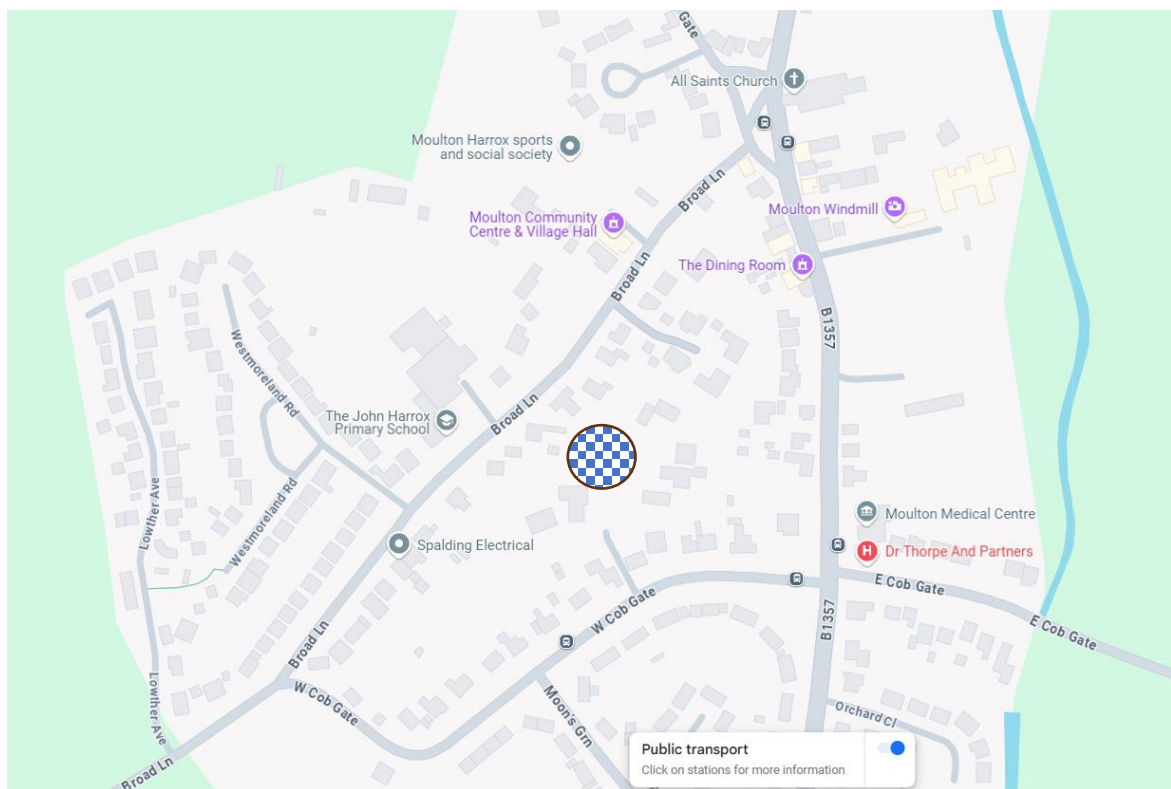 Gate
All Saints Church
Moulton Harrox sports
and social society
Broad Ln
Moulton Windmill
Moulton Community
Centre & Village Hall
The Dining Room
Broad Ln
B1357
Westmoreland Rd
The John Harrox
Primary School
Broad Ln
Lowther Ave
Westmoreland Rd
Moulton Medical Centre
Spalding Electrical
H
Dr Thorpe And Partners
E Cob Gate
W Cob Gate
B1357
E Cob Gate
Broad Ln
Lowther Ave
W Cob Gate
Moon's Grn
Orchard Cl
Broad Ln
Public transport
Click on stations for more information